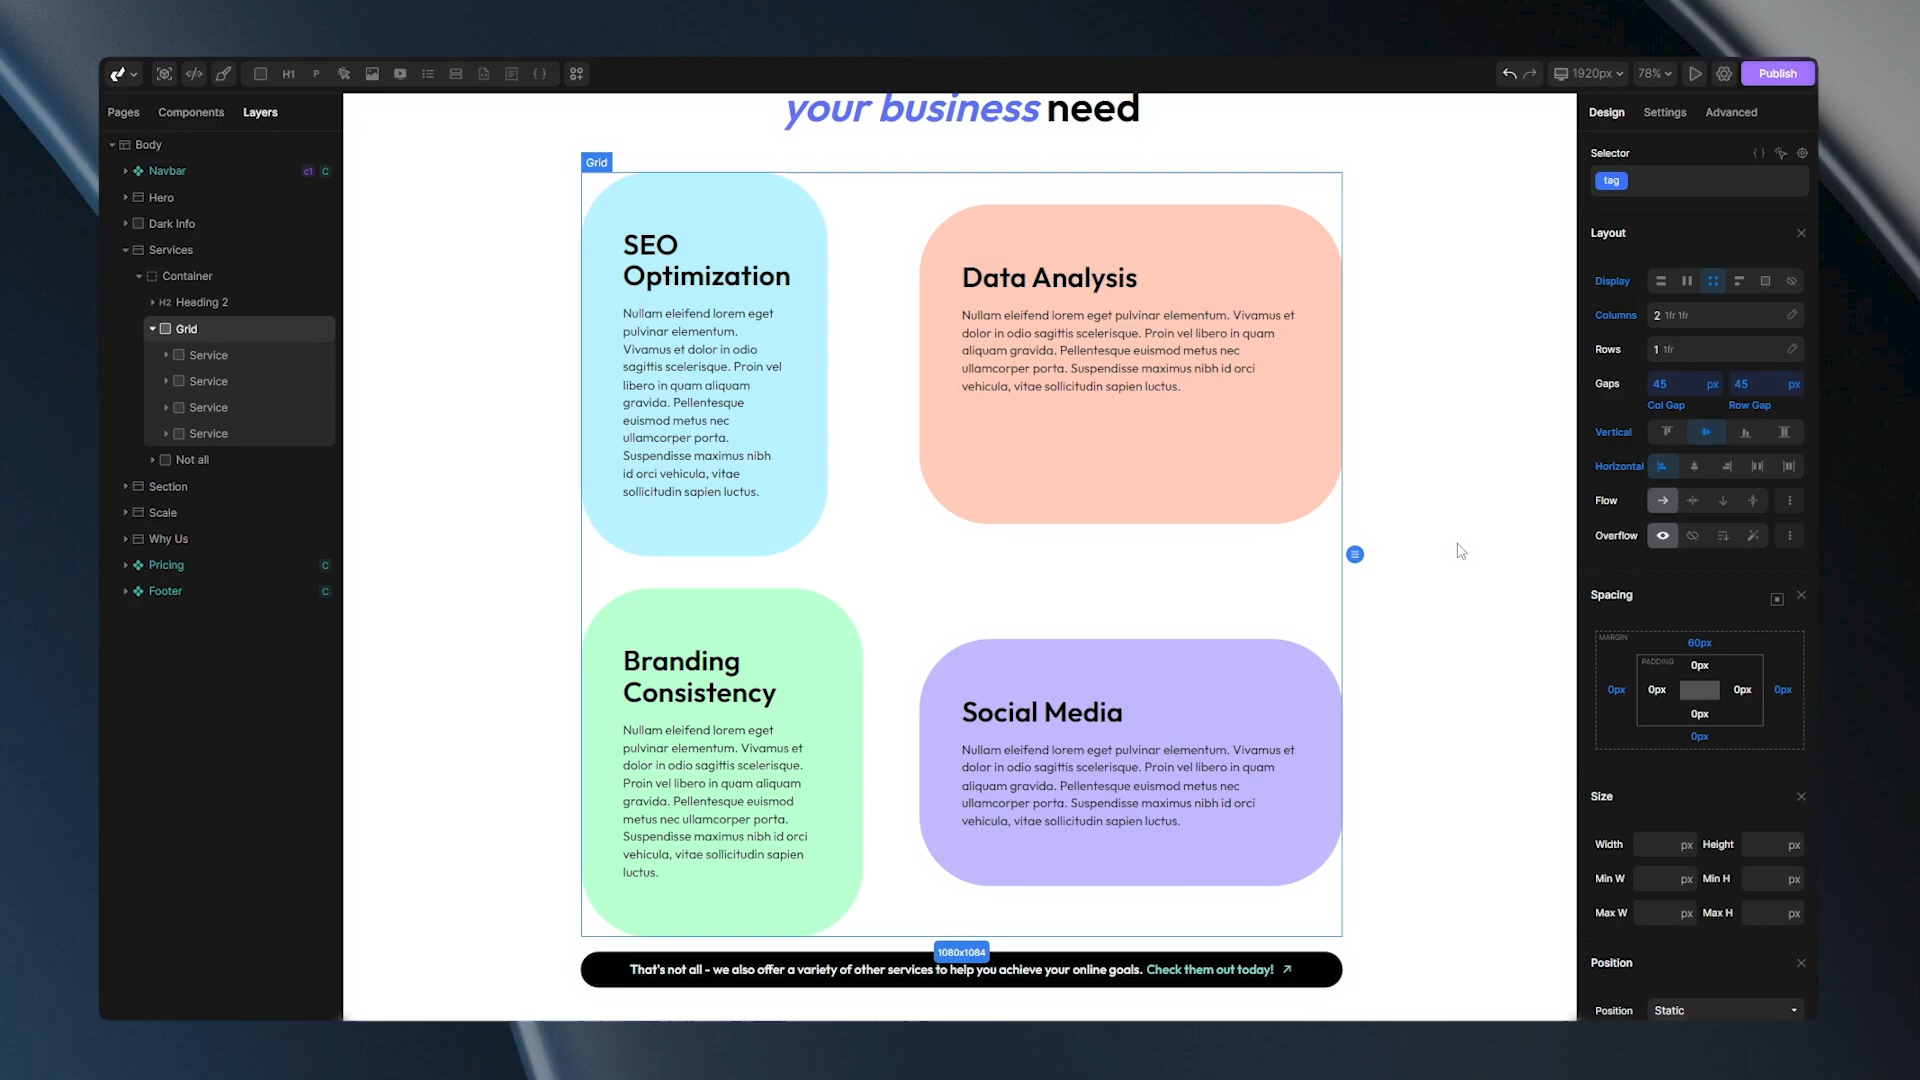 H1
P
1920px
78%
Publish
Pages
Components
Layers
Body
Navbar
c1
C
Hero
Dark Info
Services
Container
H2
Heading 2
Grid
Service
Service
Service
Service
Not all
Section
Scale
Why Us
Pricing
C
Footer
C
your business need
Grid
SEO
Optimization
Nullam eleifend lorem eget
pulvinar elementum.
Vivamus et dolor in odio
sagittis scelerisque. Proin vel
libero in quam aliquam
gravida. Pellentesque
euismod metus nec
ullamcorper porta.
Suspendisse maximus nibh
id orci vehicula, vitae
sollicitudin sapien luctus.
Data Analysis
Nullam eleifend lorem eget pulvinar elementum. Vivamus et
dolor in odio sagittis scelerisque. Proin vel libero in quam
aliquam gravida. Pellentesque euismod metus nec
ullamcorper porta. Suspendisse maximus nibh id orci
vehicula, vitae sollicitudin sapien luctus.
Branding
Consistency
Nullam eleifend lorem eget
pulvinar elementum. Vivamus et
dolor in odio sagittis scelerisque.
Proin vel libero in quam aliquam
gravida. Pellentesque euismod
metus nec ullamcorper porta.
Suspendisse maximus nibh id orci
vehicula, vitae sollicitudin sapien
luctus.
Social Media
Nullam eleifend lorem eget pulvinar elementum. Vivamus et
dolor in odio sagittis scelerisque. Proin vel libero in quam
aliquam gravida. Pellentesque euismod metus nec
ullamcorper porta. Suspendisse maximus nibh id orci
vehicula, vitae sollicitudin sapien luctus.
1080x1084
That's not all - we also offer a variety of other services to help you achieve your online goals. Check them out today!
Design
Settings
Advanced
Selector
tag
Layout
Display
Columns
2 1fr 1fr
Rows
1 1fr
Gaps
45 px
45 px
Col Gap
Row Gap
Vertical
Horizontal
Flow
Overflow
Spacing
MARGIN
60px
PADDING
0px
0px
0px
0px
0px
0px
0px
Size
Width px
Height px
Min W px
Min H px
Max W px
Max H px
Position
Position
Static